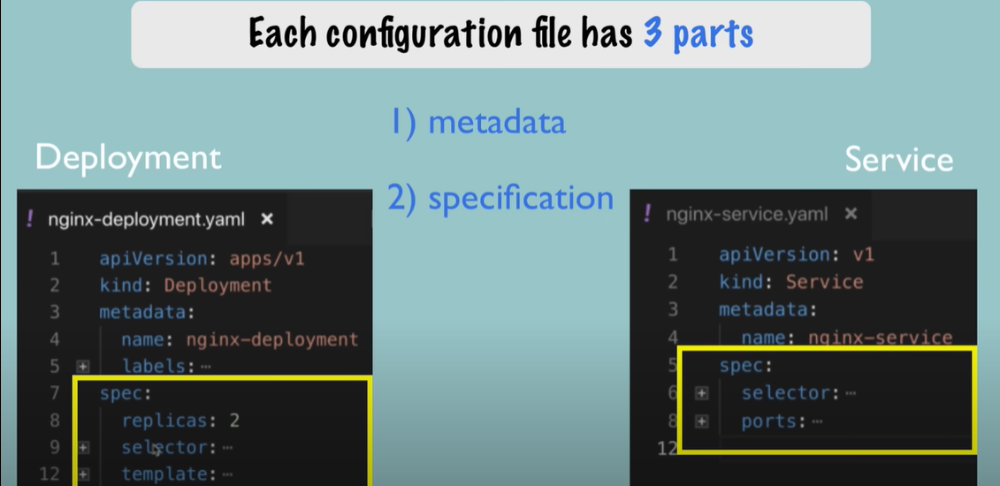 Each configuration file has 3 parts
1) metadata
2) specification
Deployment
! nginx-deployment.yaml ×
1 apiVersion: apps/v1
2 kind: Deployment
3 metadata:
4 name: nginx-deployment
5 + labels:⋯
7 spec:
8 replicas: 2
9 + selector:⋯
12 + template:⋯
Service
! nginx-service.yaml ×
1 apiVersion: v1
2 kind: Service
3 metadata:
4 name: nginx-service
5 spec:
6 + selector:⋯
8 + ports:⋯
12